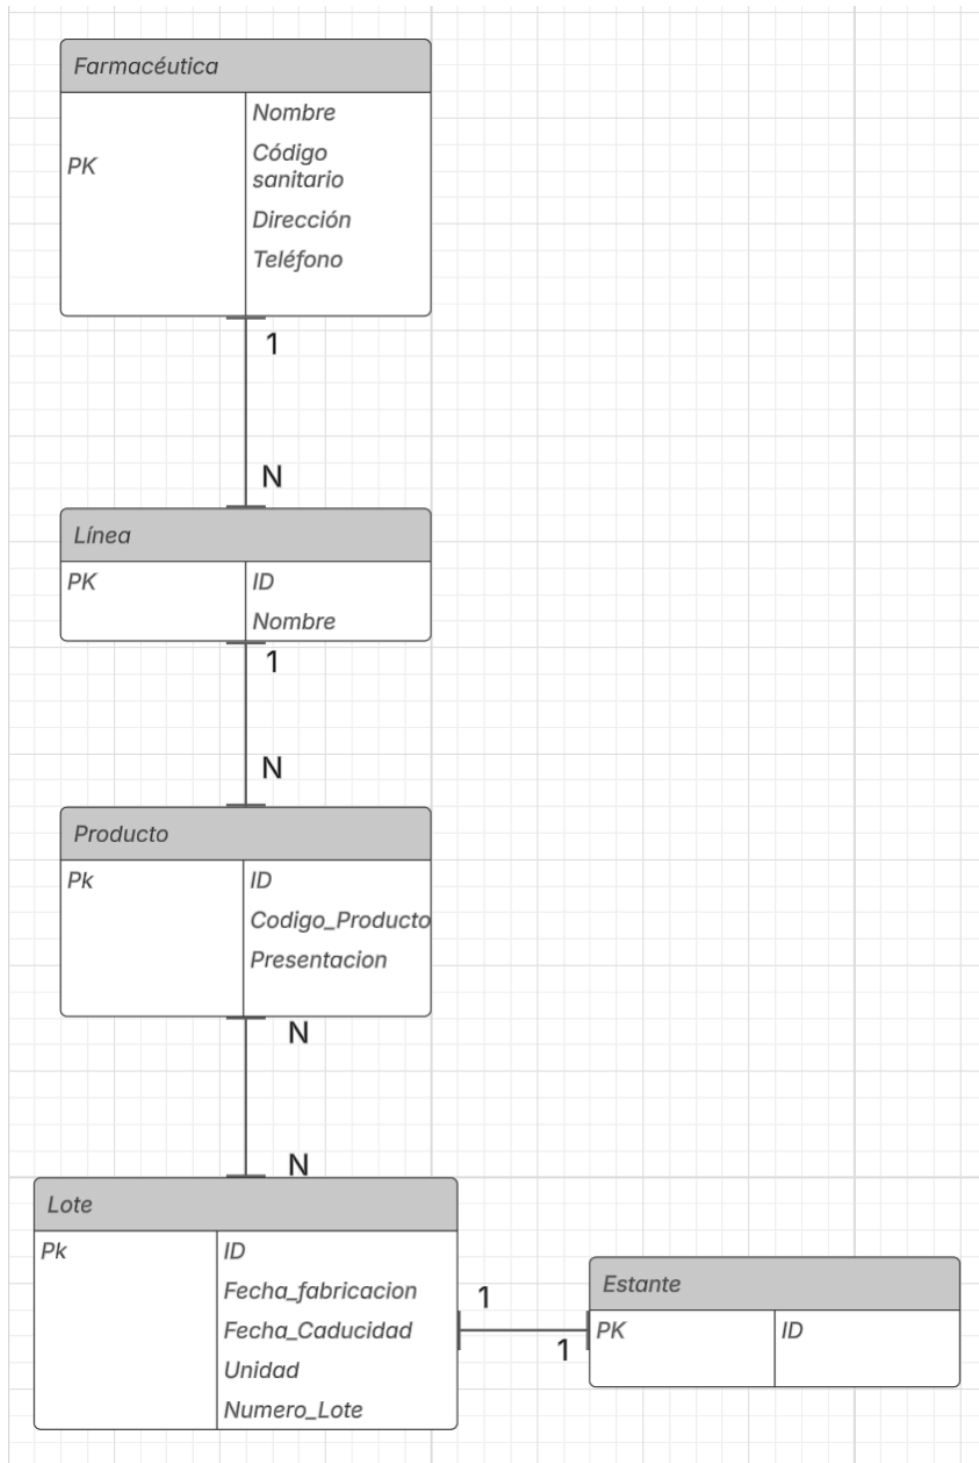 Farmacéutica
Nombre
PK
Código
sanitario
Dirección
Teléfono
1
N
Línea
PK
ID
Nombre
1
N
Producto
Pk
ID
Codigo_Producto
Presentacion
N
N
Lote
Pk
ID
Fecha_fabricacion
Fecha_Caducidad
Unidad
Numero_Lote
1
1
Estante
PK
ID